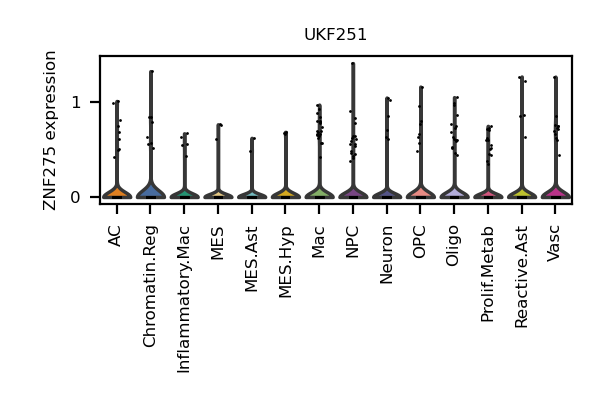 UKF251
ZNF275 expression
1
0
AC
Chromatin.Reg
Inflammatory.Mac
MES
MES.Ast
MES.Hyp
Mac
NPC
Neuron
OPC
Oligo
Prolif.Metab
Reactive.Ast
Vasc